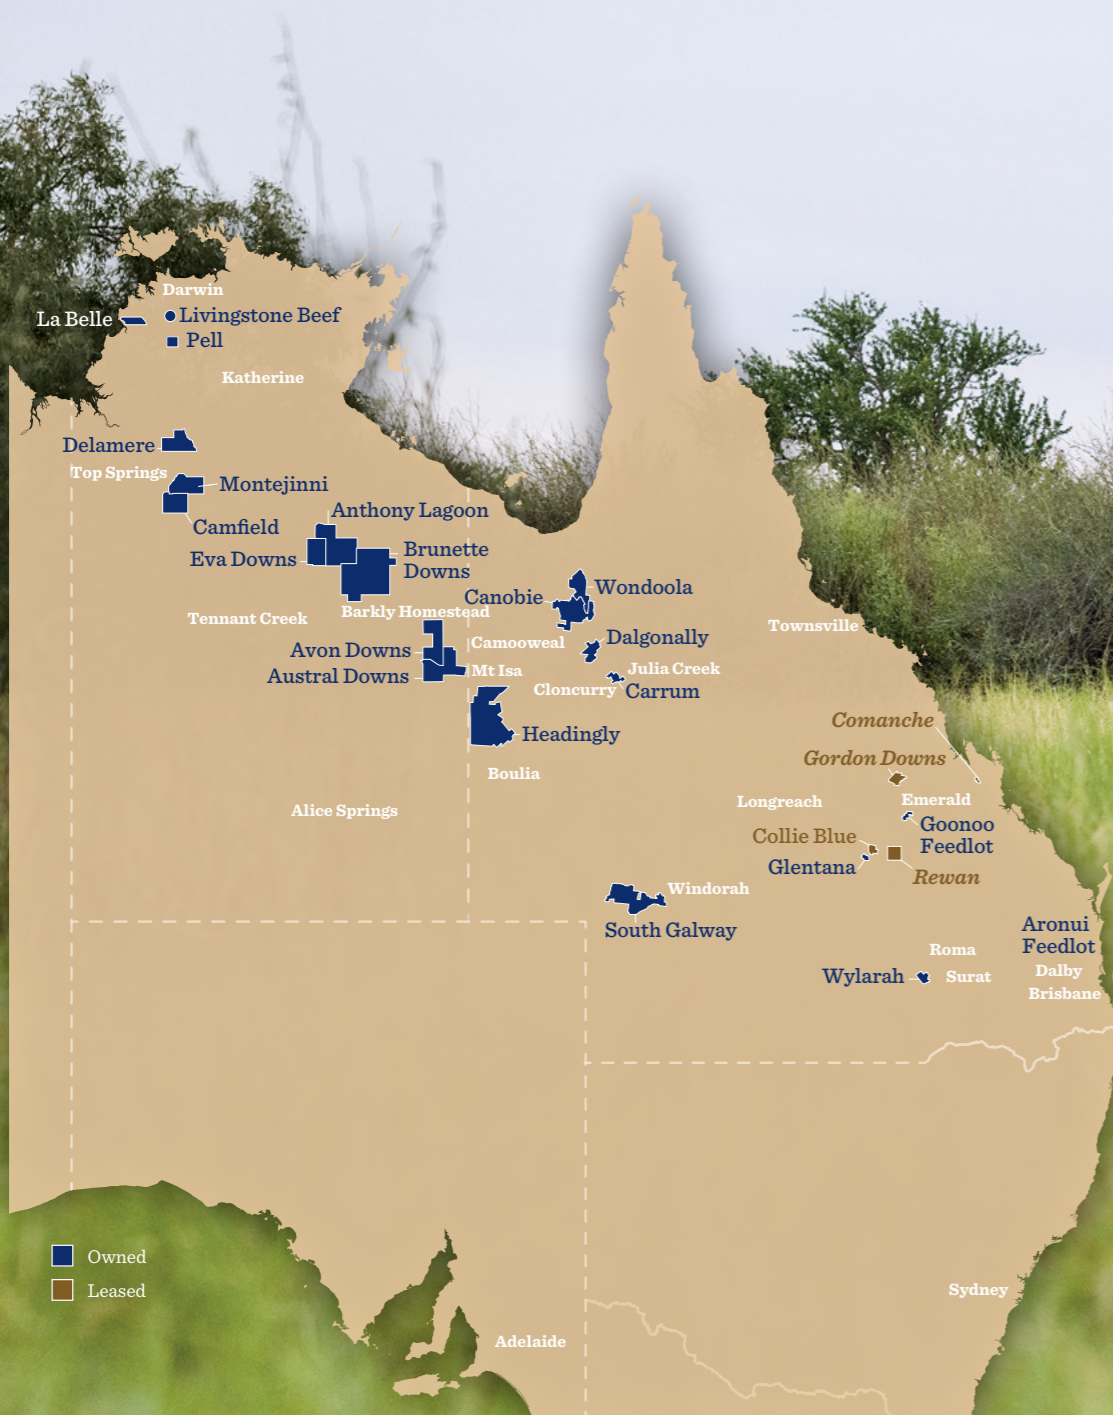 Darwin
La Belle
Livingstone Beef
Pell
Katherine
Delamere
Top Springs
Montejinni
Camfield
Anthony Lagoon
Eva Downs
Brunette
Downs
Wondoola
Canobie
Tennant Creek
Barkly Homestead
Townsville
Dalgonally
Camooweal
Avon Downs
Austral Downs
Mt Isa
Julia Creek
Cloncurry
Carrum
Comanche
Headingly
Gordon Downs
Boulia
Emerald
Longreach
Alice Springs
Goonoo
Feedlot
Collie Blue
Glentana
Rewan
Windorah
South Galway
Aronui
Feedlot
Roma
Dalby
Wylarah
Surat
Brisbane
Owned
Leased
Sydney
Adelaide